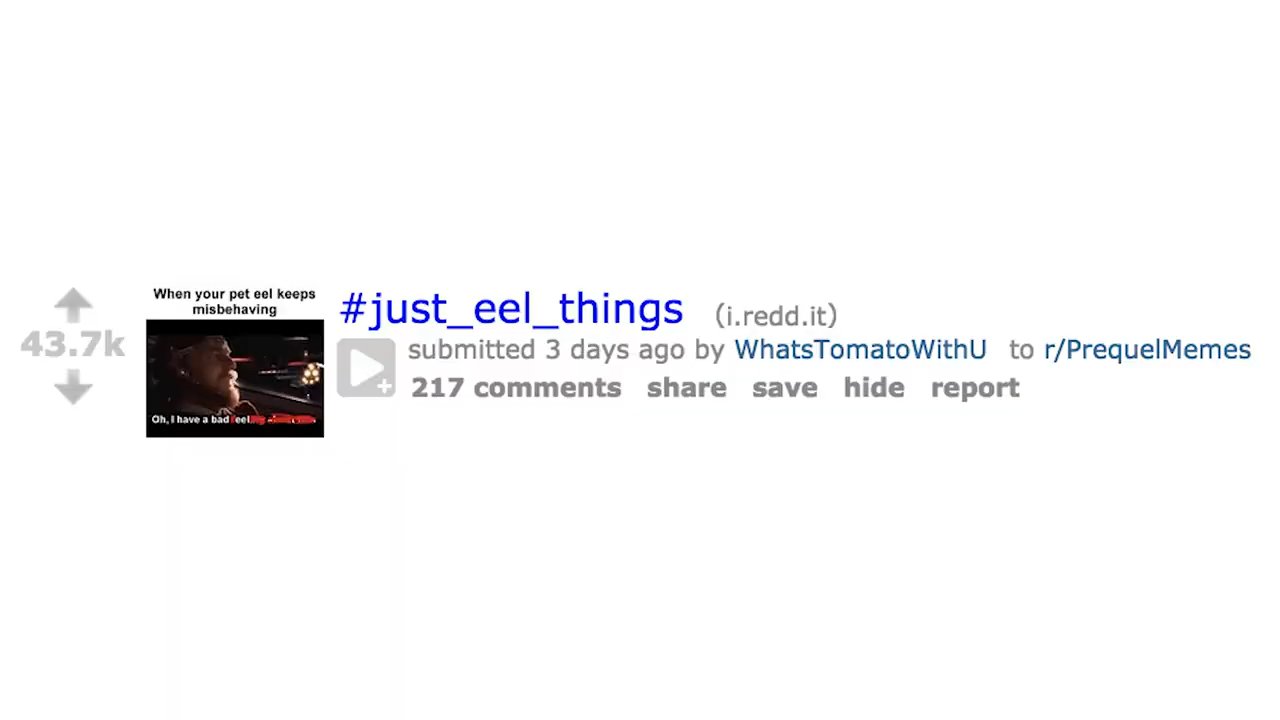 When your pet eel keeps
misbehaving
Oh, I have a bad eel
43.7k
#just_eel_things (i.redd.it)
submitted 3 days ago by WhatsTomatoWithU to r/PrequelMemes
217 comments share save hide report